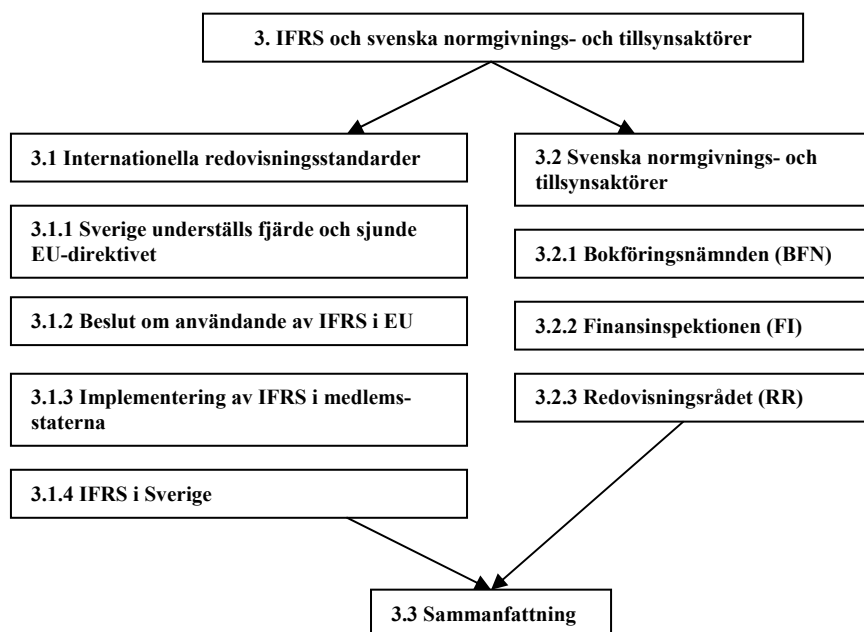 3. IFRS och svenska normgivnings- och tillsynsaktörer
3.1 Internationella redovisningsstandarder
3.1.1 Sverige underställs fjärde och sjunde
EU-direktivet
3.1.2 Beslut om användande av IFRS i EU
3.1.3 Implementering av IFRS i medlems-
staterna
3.1.4 IFRS i Sverige
3.2 Svenska normgivnings- och
tillsynsaktörer
3.2.1 Bokföringsnämnden (BFN)
3.2.2 Finansinspektionen (FI)
3.2.3 Redovisningsrådet (RR)
3.3 Sammanfattning